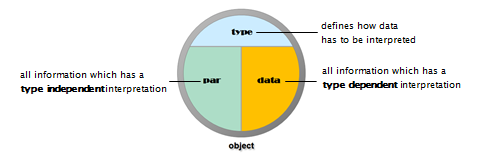 type
defines how data
has to be interpreted
all information which has a
type independent interpretation
par
data
all information which has a
type dependent interpretation
object